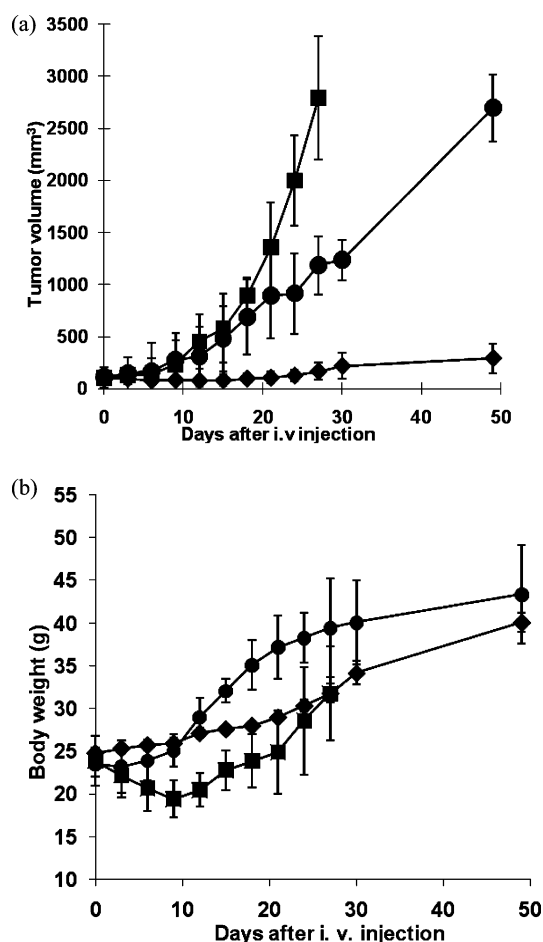 (a)
3500
3000
2500
2000
1500
1000
500
0
Tumor volume (mm³)
0 10 20 30 40 50
Days after i.v injection
(b)
55
50
45
40
35
30
25
20
15
10
Body weight (g)
0 10 20 30 40 50
Days after i. v. injection